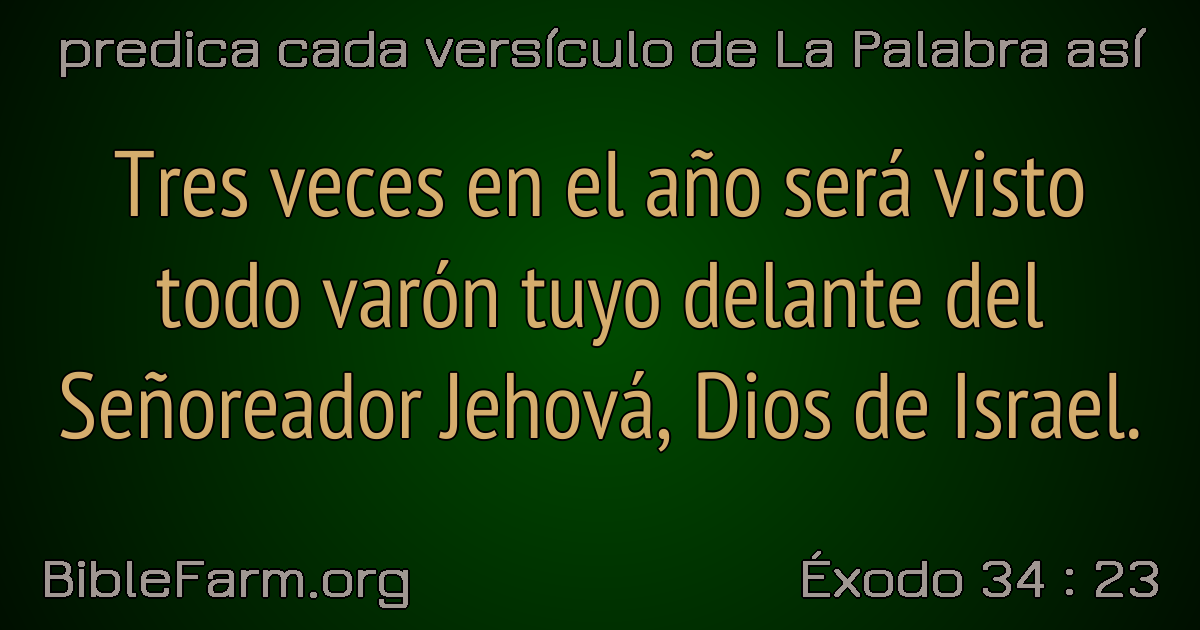 predica cada versículo de La Palabra así
Tres veces en el año será visto
todo varón tuyo delante del
Señoreador Jehová, Dios de Israel.
BibleFarm.org
Éxodo 34 : 23